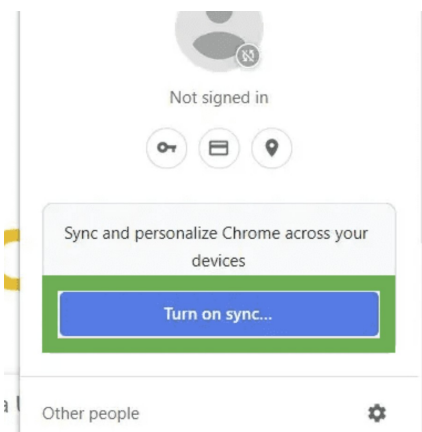 Not signed in
Sync and personalize Chrome across your
devices
Turn on sync...
Other people